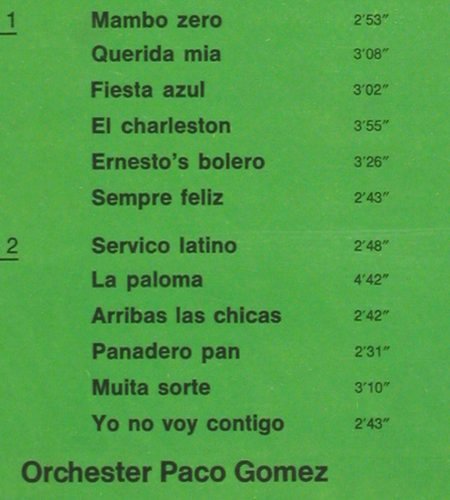 1 Mambo zero 2′53″
Querida mia 3′08″
Fiesta azul 3′02″
El charleston 3′55″
Ernesto's bolero 3′26″
Sempre feliz 2′43″
2 Servico latino 2′48″
La paloma 4′42″
Arribas las chicas 2′42″
Panadero pan 2′31″
Muita sorte 3′10″
Yo no voy contigo 2′43″
Orchester Paco Gomez